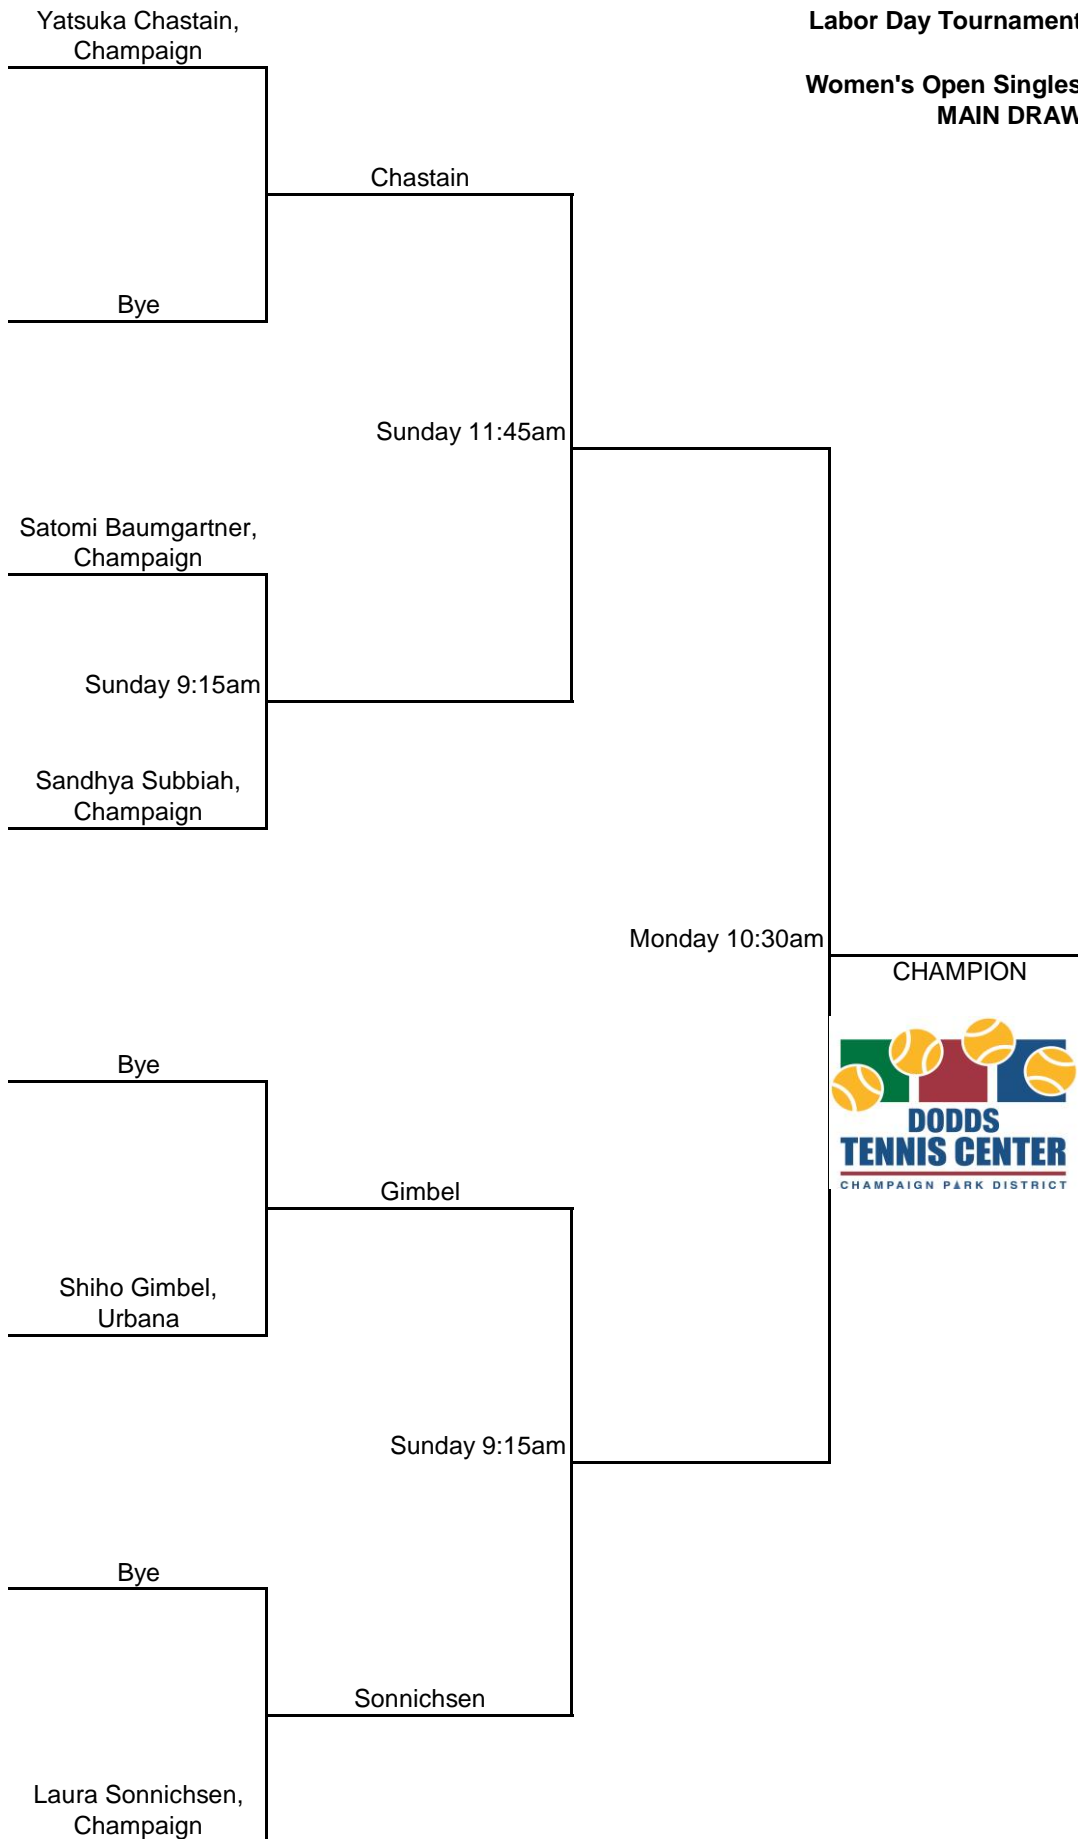 Yatsuka Chastain,
Champaign
Labor Day Tournament
Women's Open Singles
MAIN DRAW
Chastain
Bye
Sunday 11:45am
Satomi Baumgartner,
Champaign
Sunday 9:15am
Sandhya Subbiah,
Champaign
Monday 10:30am
CHAMPION
Bye
DODDS
TENNIS CENTER
CHAMPAIGN PARK DISTRICT
Gimbel
Shiho Gimbel,
Urbana
Sunday 9:15am
Bye
Sonnichsen
Laura Sonnichsen,
Champaign